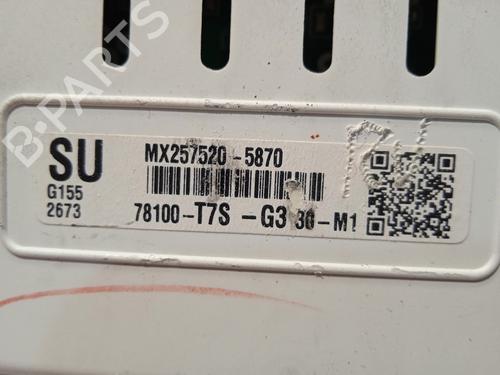 B-PARTS
SU
MX257520-5870
G155
2673
78100-T7S -G3 30-M1